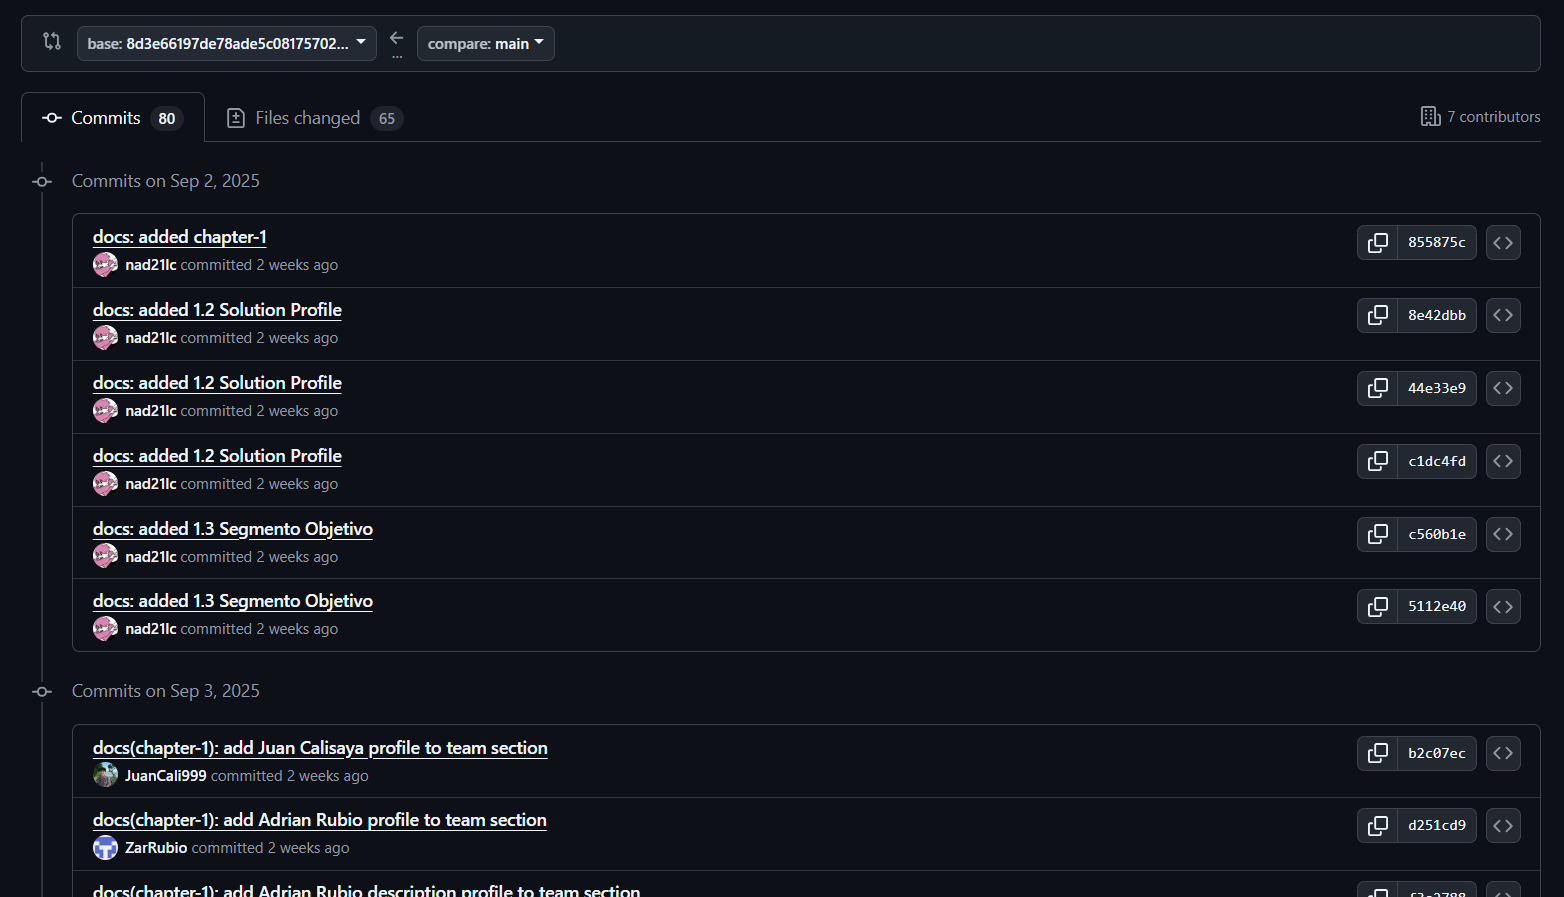 base: 8d3e66197de78ade5c08175702... ... compare: main
Commits 80 Files changed 65 7 contributors
Commits on Sep 2, 2025
docs: added chapter-1 855875c
nad21lc committed 2 weeks ago
docs: added 1.2 Solution Profile 8e42dbb
nad21lc committed 2 weeks ago
docs: added 1.2 Solution Profile 44e33e9
nad21lc committed 2 weeks ago
docs: added 1.2 Solution Profile c1dc4fd
nad21lc committed 2 weeks ago
docs: added 1.3 Segmento Objetivo c560b1e
nad21lc committed 2 weeks ago
docs: added 1.3 Segmento Objetivo 5112e40
nad21lc committed 2 weeks ago
Commits on Sep 3, 2025
docs(chapter-1): add Juan Calisaya profile to team section b2c07ec
JuanCali999 committed 2 weeks ago
docs(chapter-1): add Adrian Rubio profile to team section d251cd9
ZarRubio committed 2 weeks ago
docs(chapter-1): add Adrian Rubio description profile to team section